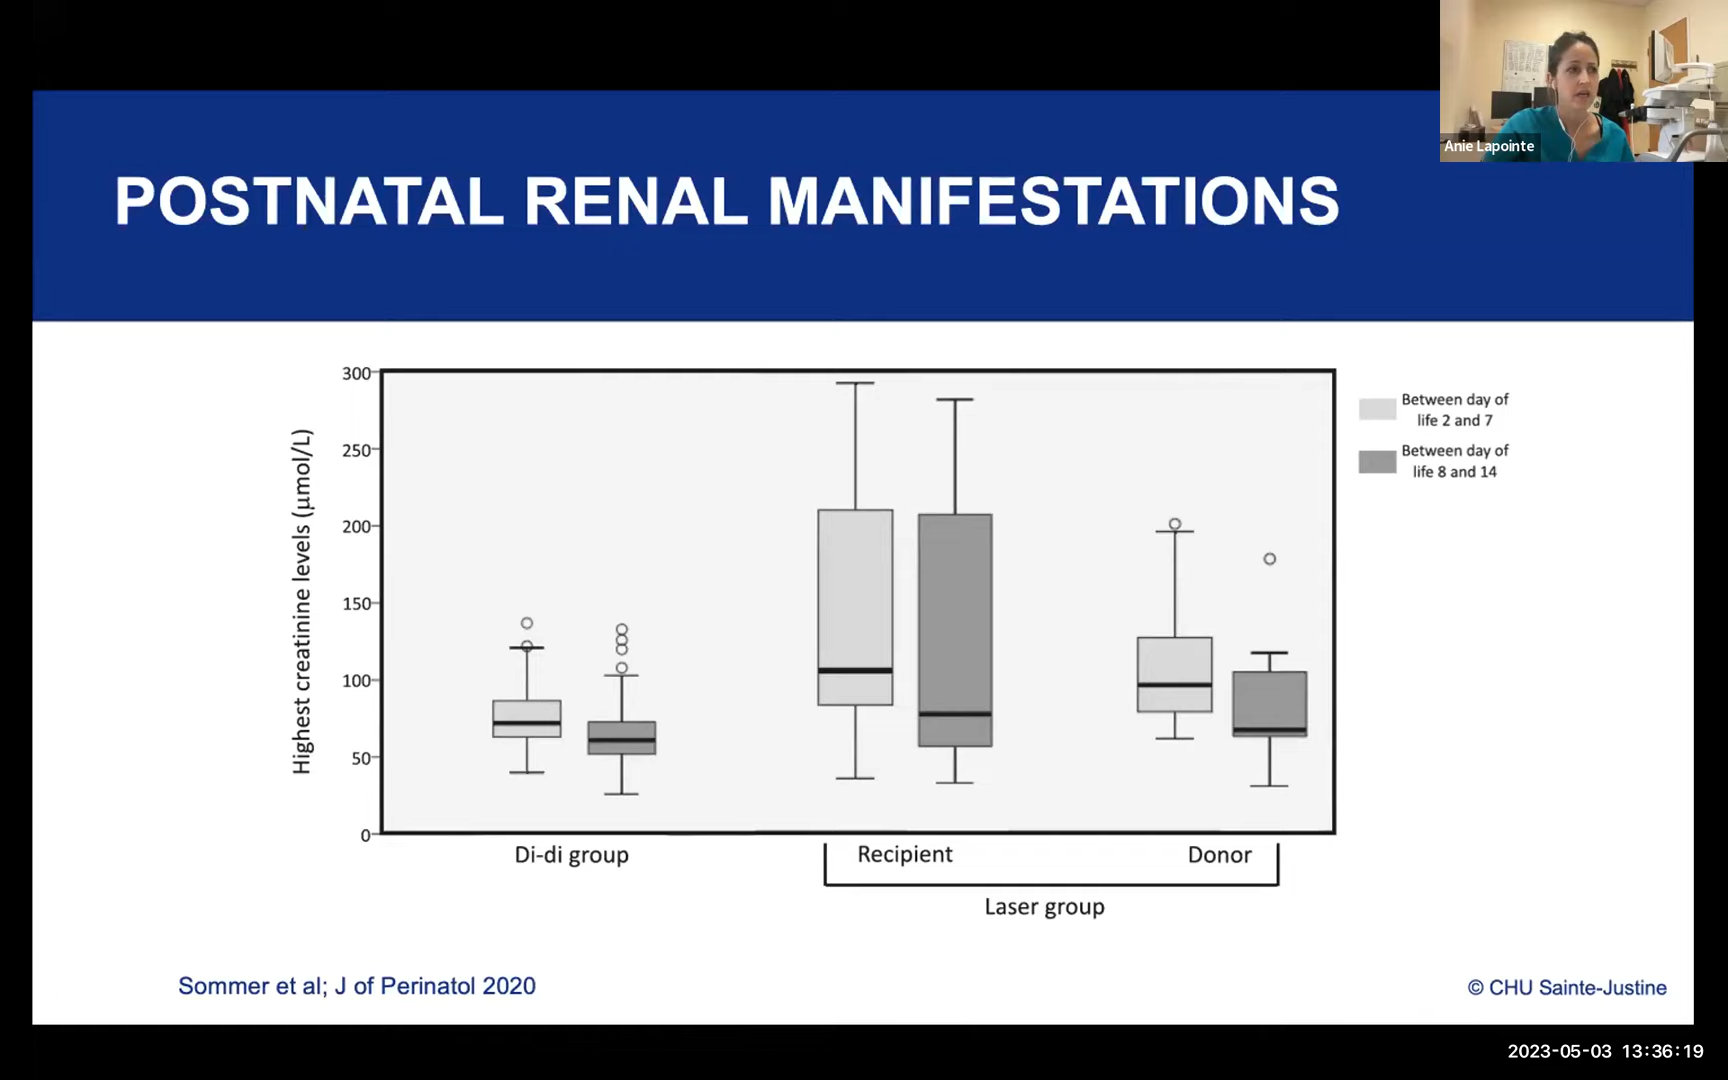 Anie Lapointe
POSTNATAL RENAL MANIFESTATIONS
Highest creatinine levels (µmol/L)
300
250
200
150
100
50
0
Between day of
life 2 and 7
Between day of
life 8 and 14
Di-di group
Recipient
Donor
Laser group
Sommer et al; J of Perinatol 2020
© CHU Sainte-Justine
2023-05-03 13:36:19